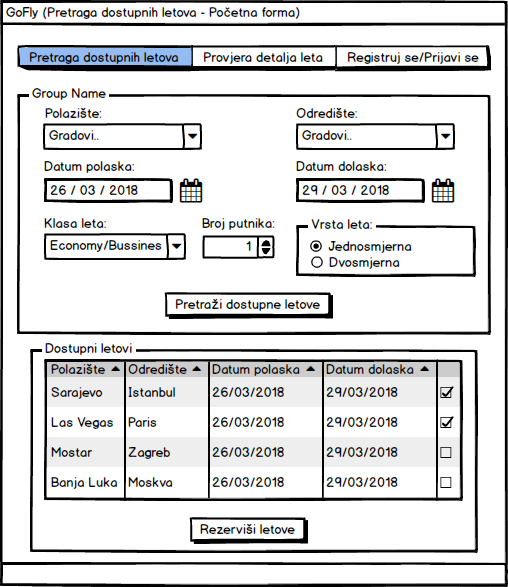 GoFly (Pretraga dostupnih letova - Početna forma)
Pretraga dostupnih letova Provjera detalja leta Registruj se/Prijavi se
Group Name
Polazište: Odredište:
Gradovi.. Gradovi..
Datum polaska: Datum dolaska:
26 / 03 / 2018 29 / 03 / 2018
Klasa leta: Broj putnika: Vrsta leta:
Economy/Bussines 1 Jednosmjerna
Dvosmjerna
Pretraži dostupne letove
Dostupni letovi
Polazište Odredište Datum polaska Datum dolaska
Sarajevo Istanbul 26/03/2018 29/03/2018
Las Vegas Paris 26/03/2018 29/03/2018
Mostar Zagreb 26/03/2018 29/03/2018
Banja Luka Moskva 26/03/2018 29/03/2018
Rezerviši letove